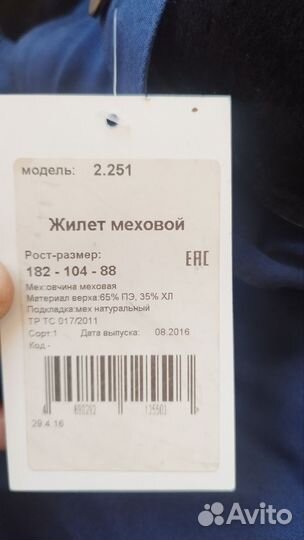 модель: 2.251
Жилет меховой
Рост-размер:
182 - 104 - 88
EAC
Мех:овчина меховая
Материал верха:65% ПЭ, 35% ХЛ
Подкладка:мех натуральный
ТР ТС 017/2011
Сорт:1 Дата выпуска: 08.2016
Код -
29.4.16
Avito